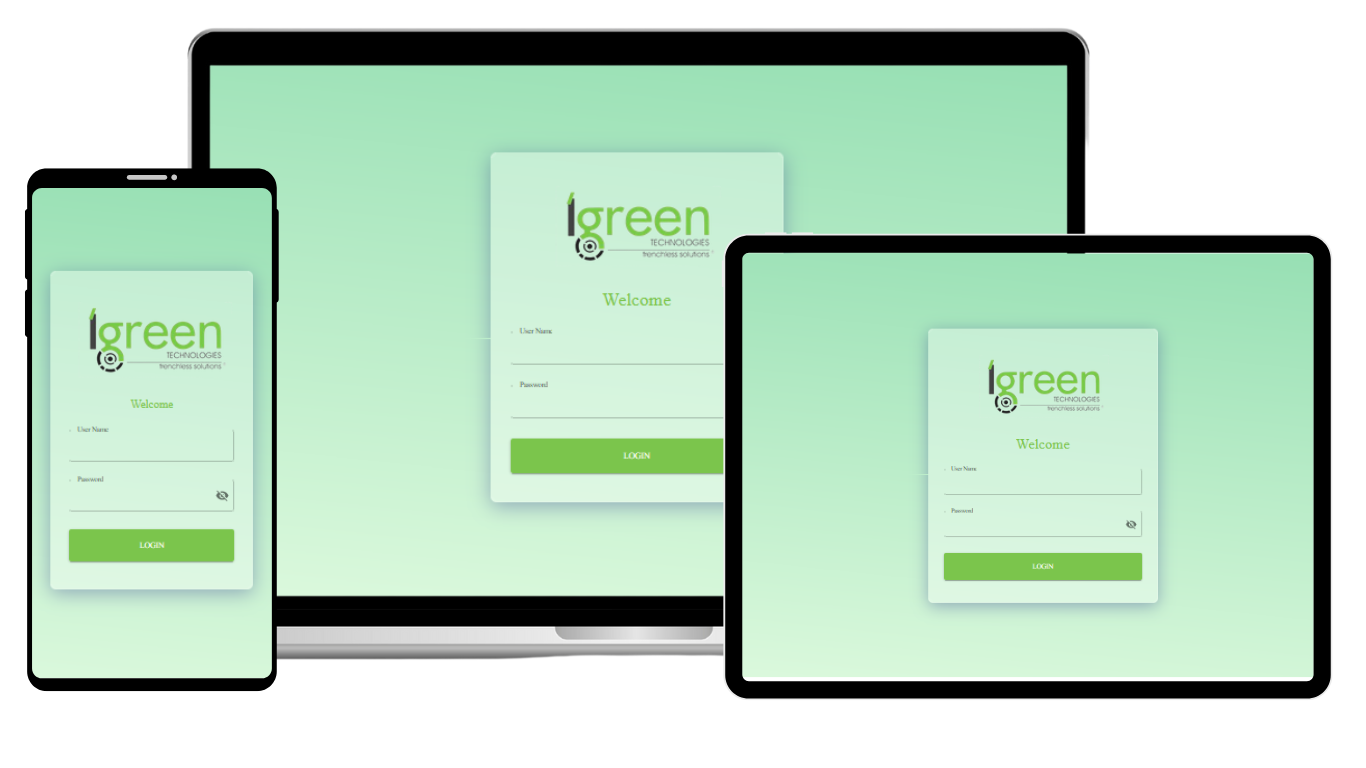 Igreen
TECHNOLOGIES
trenchless solutions
Welcome
User Name
Password
LOGIN
Igreen
TECHNOLOGIES
trenchless solutions
Welcome
User Name
Password
LOGIN
Igreen
TECHNOLOGIES
trenchless solutions
Welcome
User Name
Password
LOGIN